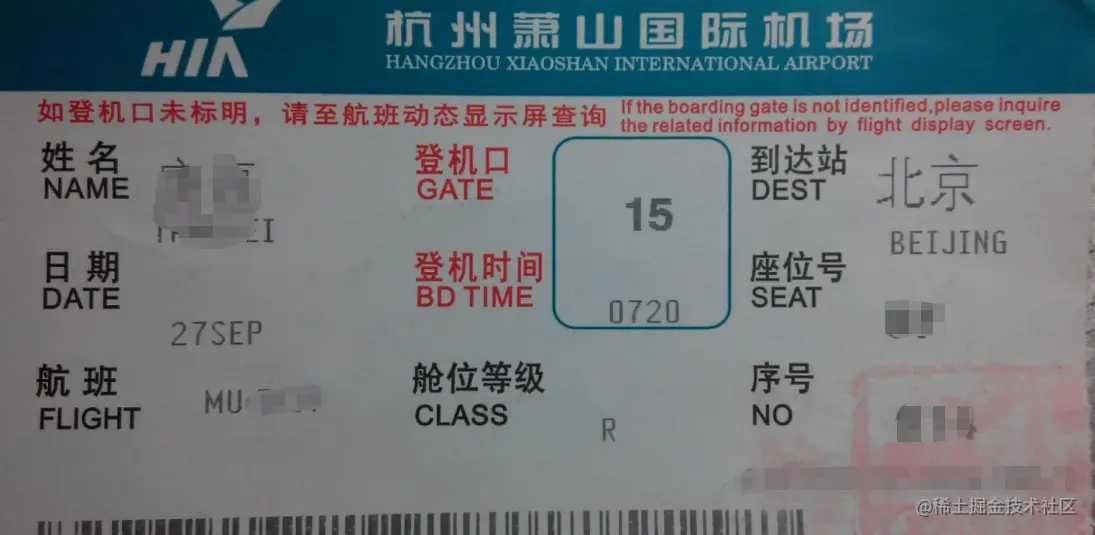 HIA
杭州萧山国际机场
HANGZHOU XIAOSHAN INTERNATIONAL AIRPORT
如登机口未标明，请至航班动态显示屏查询
If the boarding gate is not identified,please inquire
the related information by flight display screen.
姓名
NAME
登机口
GATE
15
到达站
DEST
北京
BEIJING
日期
DATE
27SEP
登机时间
BD TIME
0720
座位号
SEAT
航班
FLIGHT
MU
舱位等级
CLASS
R
序号
NO
@稀土掘金技术社区